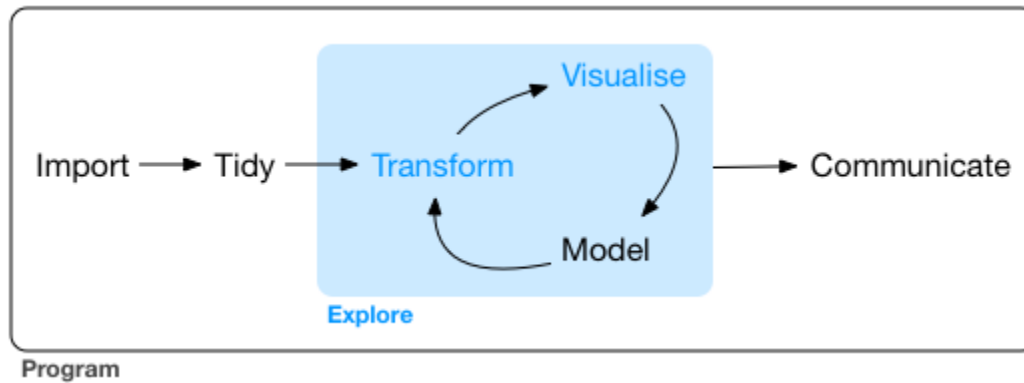 Visualise
Import Tidy Transform Communicate
Model
Explore
Program